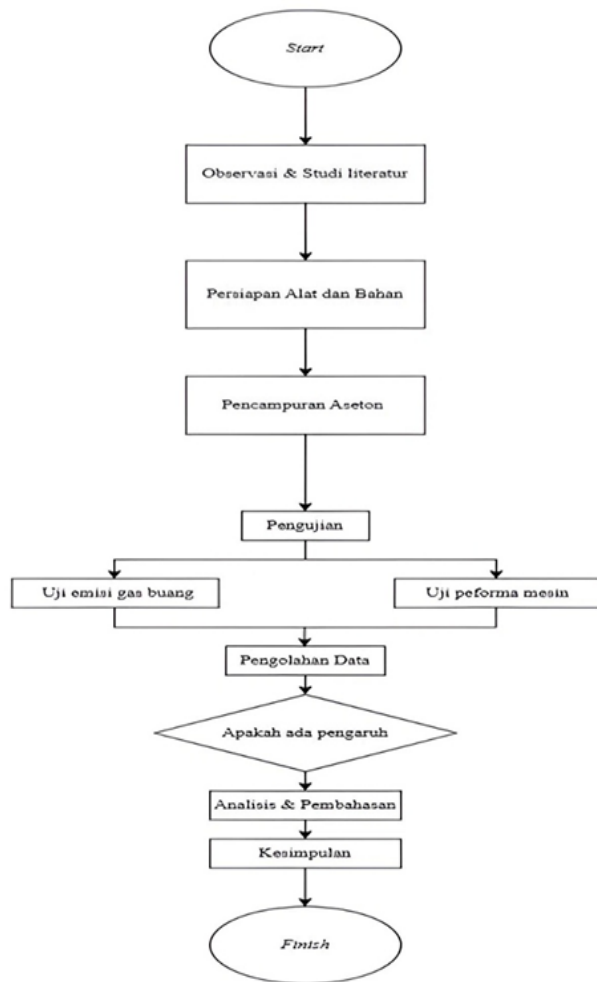 Start
Observasi & Studi literatur
Persiapan Alat dan Bahan
Pencampuran Aseton
Pengujian
Uji emisi gas buang
Uji peforma mesin
Pengolahan Data
Apakah ada pengaruh
Analisis & Pembahasan
Kesimpulan
Finish